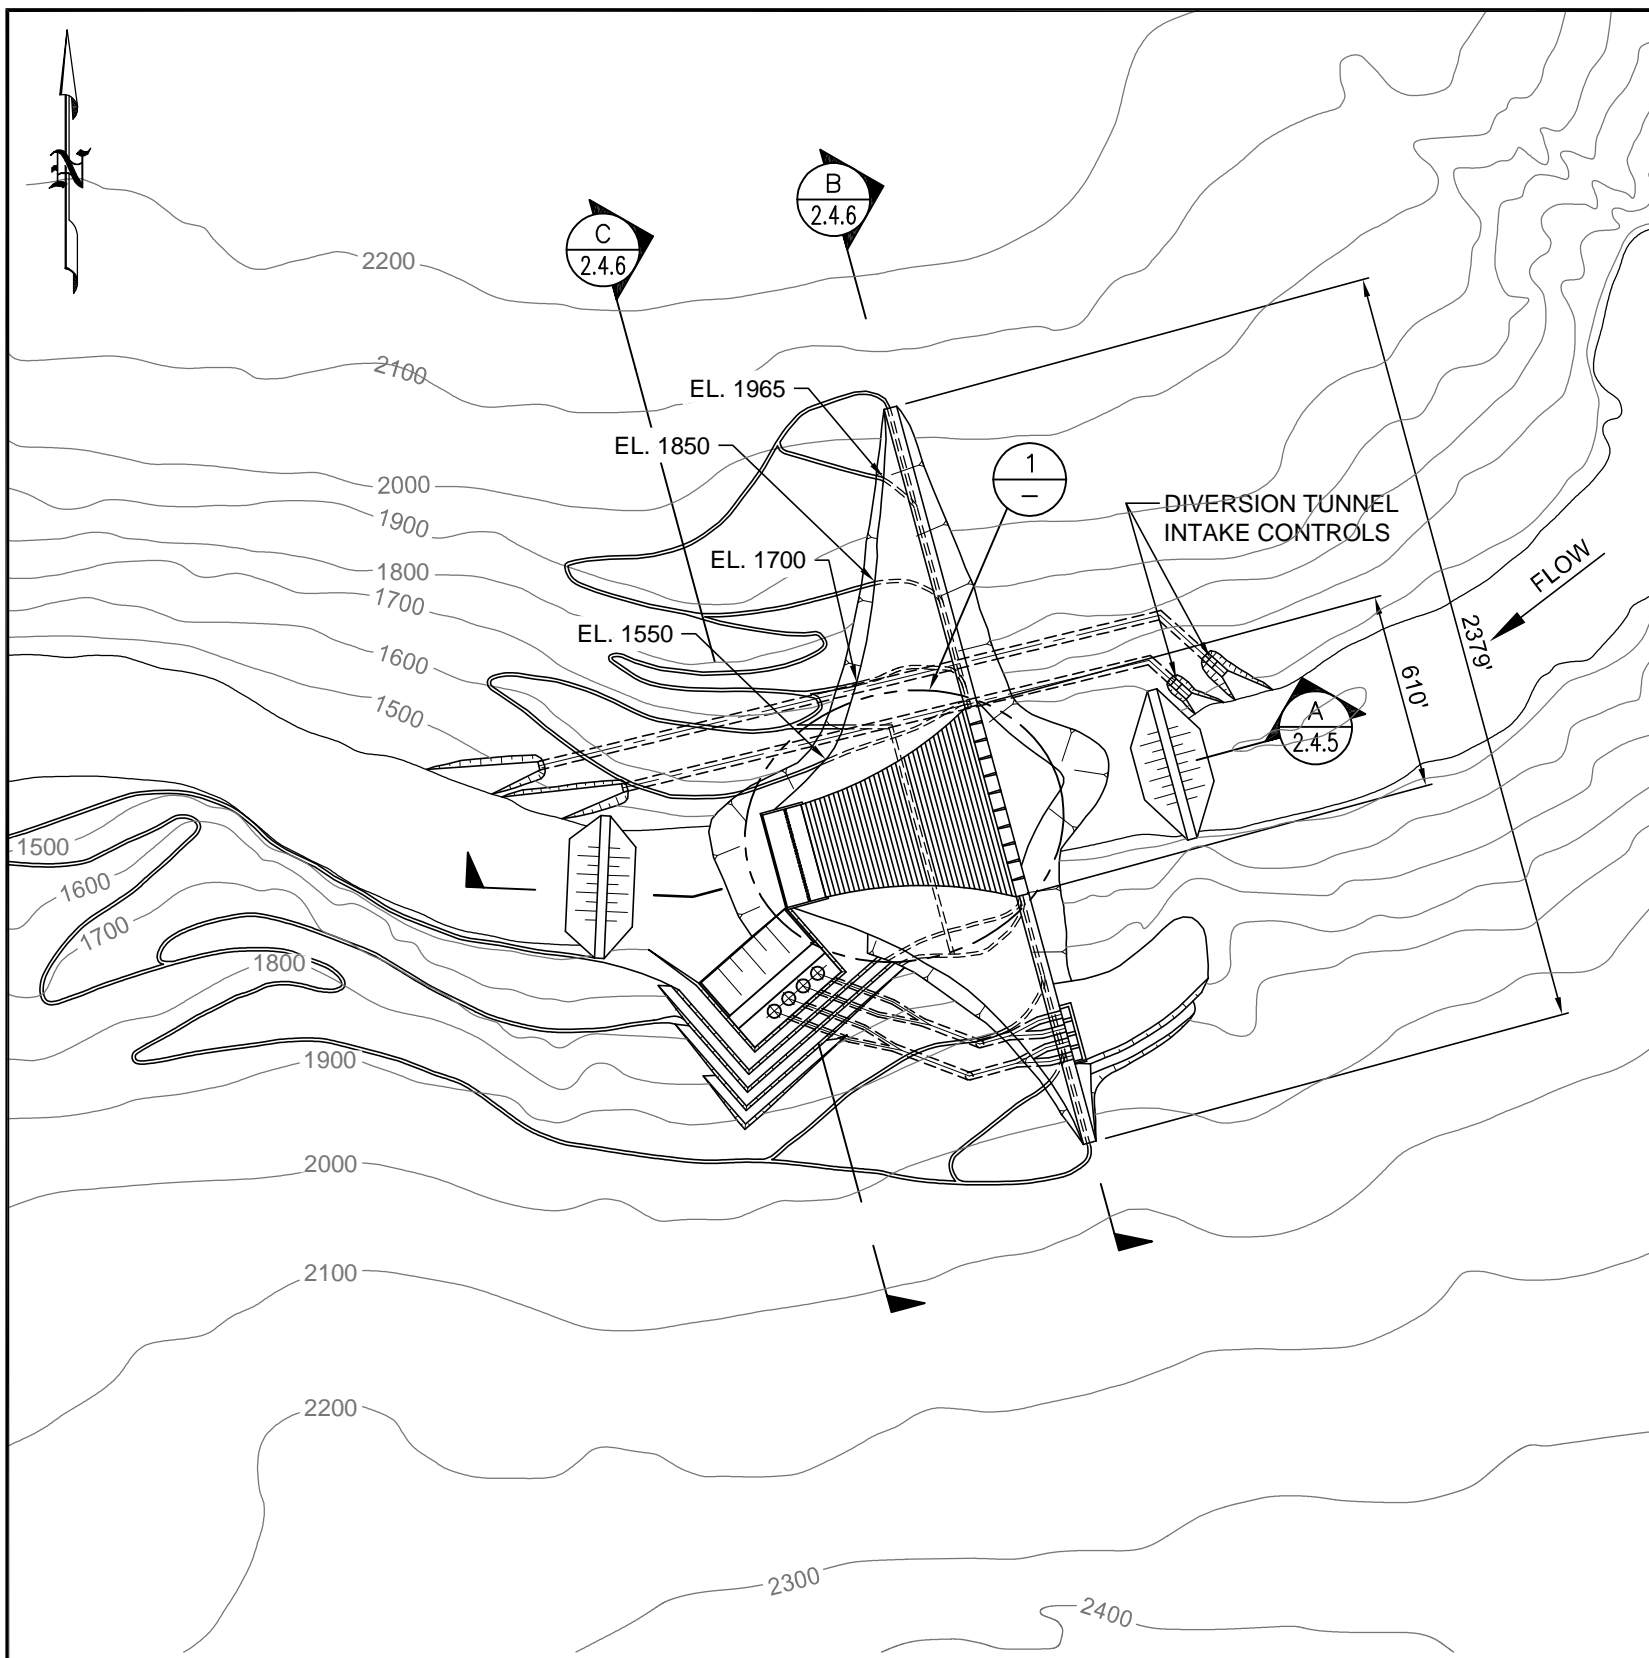 N
B
2.4.6
C
2.4.6
2200
2100
EL. 1965
EL. 1850
1
–
2000
1900
DIVERSION TUNNEL
INTAKE CONTROLS
EL. 1700
1800
1700
FLOW
EL. 1550
1600
2379'
610'
1500
A
2.4.5
1500
1600
1700
1800
1900
2000
2100
2200
2300
2400